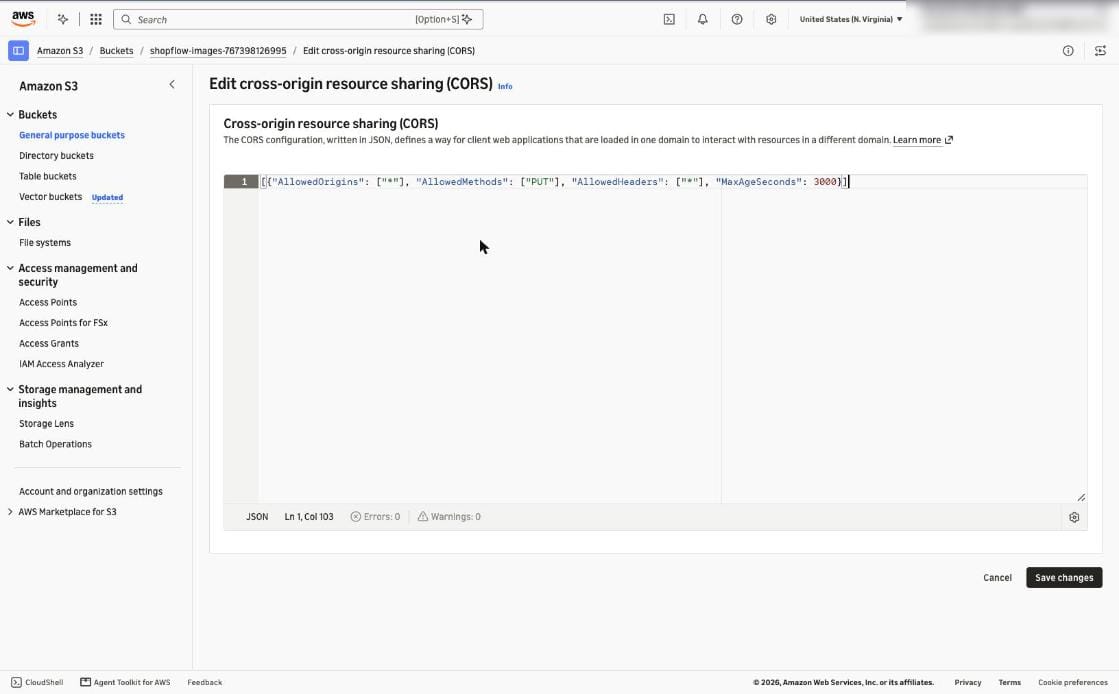 aws
Search [Option+S]
United States (N. Virginia)
Amazon S3 / Buckets / shopflow-images-767398126995 / Edit cross-origin resource sharing (CORS)
Amazon S3
Buckets
General purpose buckets
Directory buckets
Table buckets
Vector buckets Updated
Files
File systems
Access management and
security
Access Points
Access Points for FSx
Access Grants
IAM Access Analyzer
Storage management and
insights
Storage Lens
Batch Operations
Account and organization settings
AWS Marketplace for S3
Edit cross-origin resource sharing (CORS) Info
Cross-origin resource sharing (CORS)
The CORS configuration, written in JSON, defines a way for client web applications that are loaded in one domain to interact with resources in a different domain. Learn more
1 [{"AllowedOrigins": ["*"], "AllowedMethods": ["PUT"], "AllowedHeaders": ["*"], "MaxAgeSeconds": 3000}]
JSON Ln 1, Col 103 Errors: 0 Warnings: 0
Cancel Save changes
CloudShell Agent Toolkit for AWS Feedback © 2026, Amazon Web Services, Inc. or its affiliates. Privacy Terms Cookie preferences